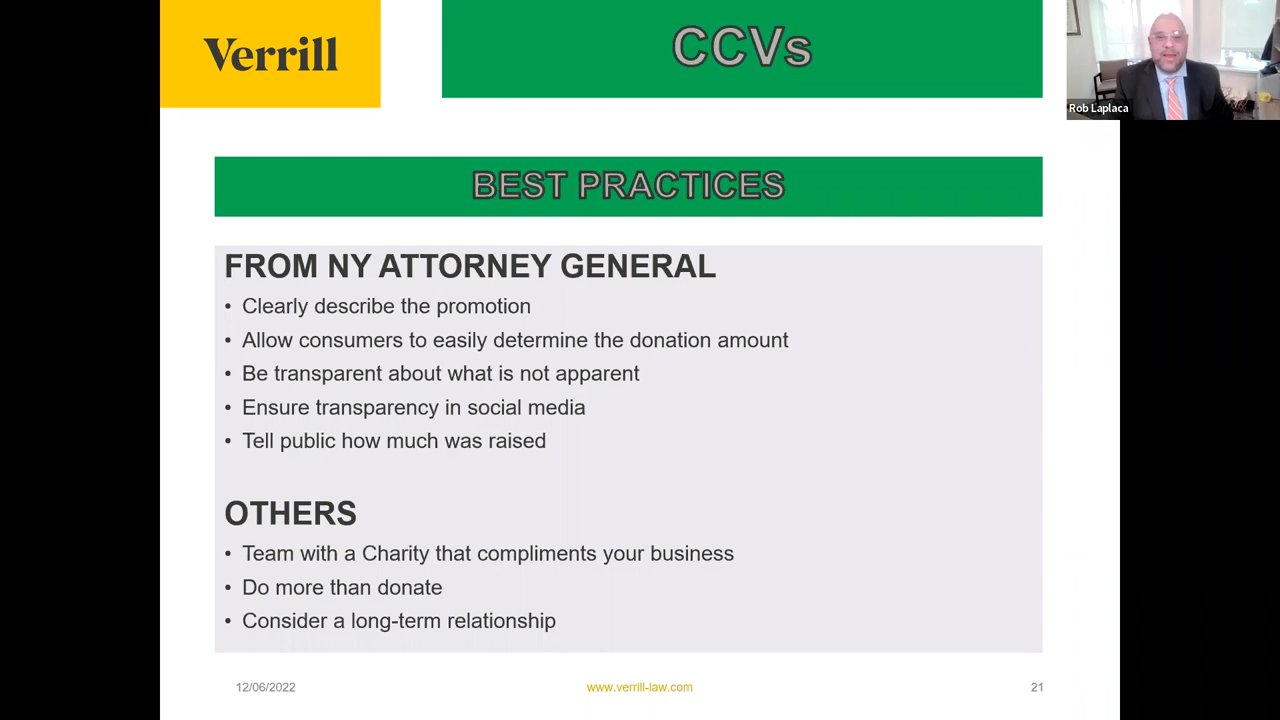 Verrill
CCVs
Rob Laplaca
BEST PRACTICES
FROM NY ATTORNEY GENERAL
• Clearly describe the promotion
• Allow consumers to easily determine the donation amount
• Be transparent about what is not apparent
• Ensure transparency in social media
• Tell public how much was raised
OTHERS
• Team with a Charity that compliments your business
• Do more than donate
• Consider a long-term relationship
12/06/2022
www.verrill-law.com
21